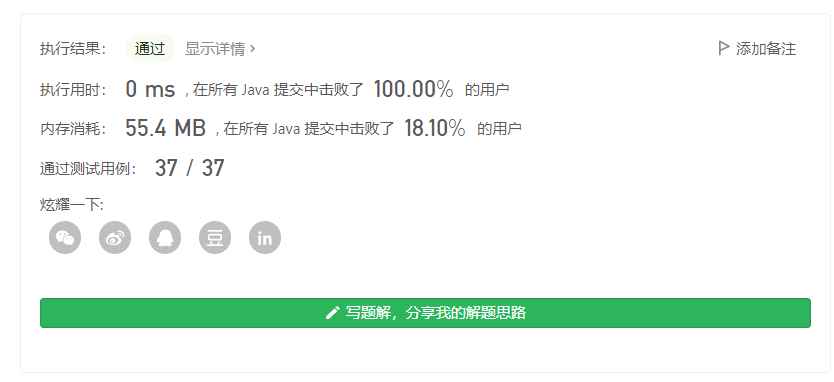 执行结果： 通过 显示详情 › 添加备注
执行用时： 0 ms , 在所有 Java 提交中击败了 100.00% 的用户
内存消耗： 55.4 MB , 在所有 Java 提交中击败了 18.10% 的用户
通过测试用例： 37 / 37
炫耀一下:
豆 in
写题解，分享我的解题思路